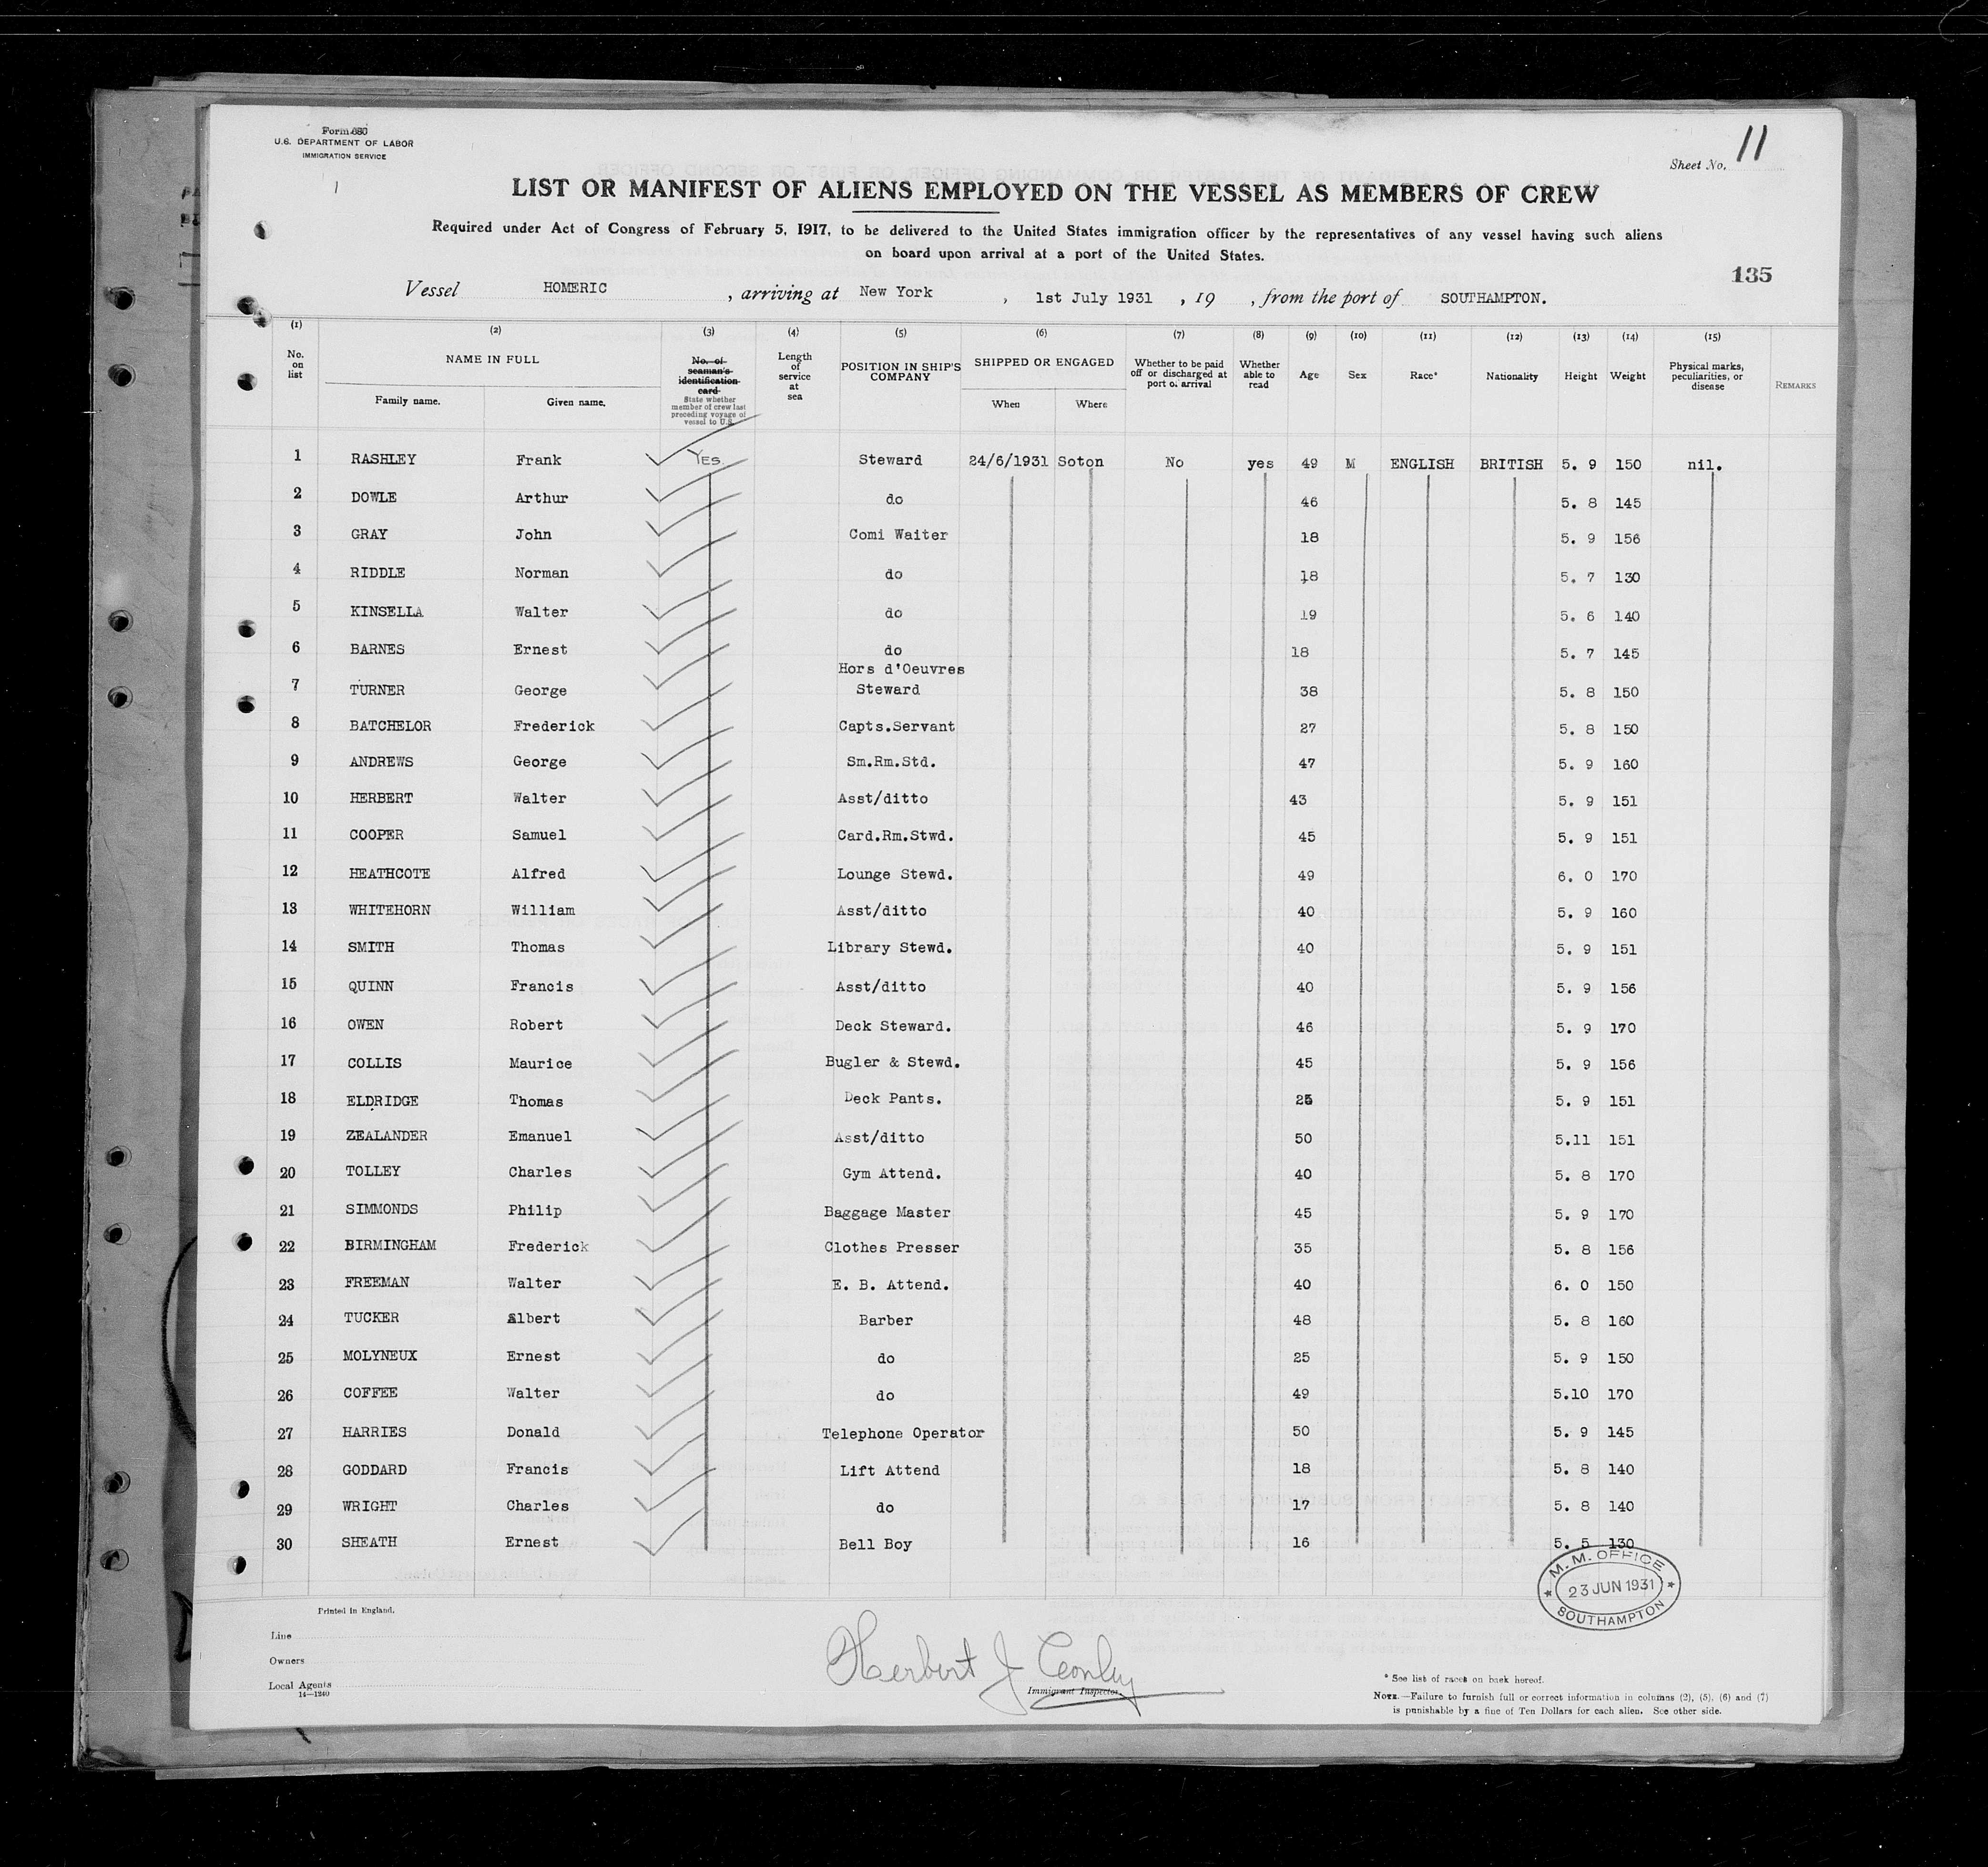 Form 680
U.S. DEPARTMENT OF LABOR
IMMIGRATION SERVICE
Sheet No. 11
LIST OR MANIFEST OF ALIENS EMPLOYED ON THE VESSEL AS MEMBERS OF CREW
Required under Act of Congress of February 5, 1917, to be delivered to the United States immigration officer by the representatives of any vessel having such aliens
on board upon arrival at a port of the United States.
135
Vessel HOMERIC, arriving at New York, 1st July 1931, 19 , from the port of SOUTHAMPTON.
(1) (2) (3) (4) (5) (6) (7) (8) (9) (10) (11) (12) (13) (14) (15)
No. on list NAME IN FULL Family name. Given name. No. of seaman's identification card State whether member of crew last preceding voyage of vessel to U.S. Length of service at sea POSITION IN SHIP'S COMPANY SHIPPED OR ENGAGED When Where Whether to be paid off or discharged at port of arrival Whether able to read Age Sex Race* Nationality Height Weight Physical marks, peculiarities, or disease REMARKS
1 RASHLEY Frank YES Steward 24/6/1931 Soton No yes 49 M ENGLISH BRITISH 5. 9 150 nil.
2 DOWLE Arthur do 46 5. 8 145
3 GRAY John Comi Waiter 18 5. 9 156
4 RIDDLE Norman do 18 5. 7 130
5 KINSELLA Walter do 19 5. 6 140
6 BARNES Ernest do 18 5. 7 145
7 TURNER George Hors d'Oeuvres Steward 38 5. 8 150
8 BATCHELOR Frederick Capts.Servant 27 5. 8 150
9 ANDREWS George Sm.Rm.Std. 47 5. 9 160
10 HERBERT Walter Asst/ditto 43 5. 9 151
11 COOPER Samuel Card.Rm.Stwd. 45 5. 9 151
12 HEATHCOTE Alfred Lounge Stewd. 49 6. 0 170
13 WHITEHORN William Asst/ditto 40 5. 9 160
14 SMITH Thomas Library Stewd. 40 5. 9 151
15 QUINN Francis Asst/ditto 40 5. 9 156
16 OWEN Robert Deck Steward. 46 5. 9 170
17 COLLIS Maurice Bugler & Stewd. 45 5. 9 156
18 ELDRIDGE Thomas Deck Pants. 5. 9 151
19 ZEALANDER Emanuel Asst/ditto 50 5.11 151
20 TOLLEY Charles Gym Attend. 40 5. 8 170
21 SIMMONDS Philip Baggage Master 45 5. 9 170
22 BIRMINGHAM Frederick Clothes Presser 35 5. 8 156
23 FREEMAN Walter E. B. Attend. 40 6. 0 150
24 TUCKER Albert Barber 48 5. 8 160
25 MOLYNEUX Ernest do 25 5. 9 150
26 COFFEE Walter do 49 5.10 170
27 HARRIES Donald Telephone Operator 50 5. 9 145
28 GODDARD Francis Lift Attend 18 5. 8 140
29 WRIGHT Charles do 17 5. 8 140
30 SHEATH Ernest Bell Boy 16 5. 5 130
M. M. OFFICE
23 JUN 1931
SOUTHAMPTON
Printed in England.
Line
Owners
Local Agents
14—1240
Herbert J Conley
Immigrant Inspector.
* See list of races on back hereof.
NOTE.—Failure to furnish full or correct information in columns (2), (5), (6) and (7)
is punishable by a fine of Ten Dollars for each alien. See other side.